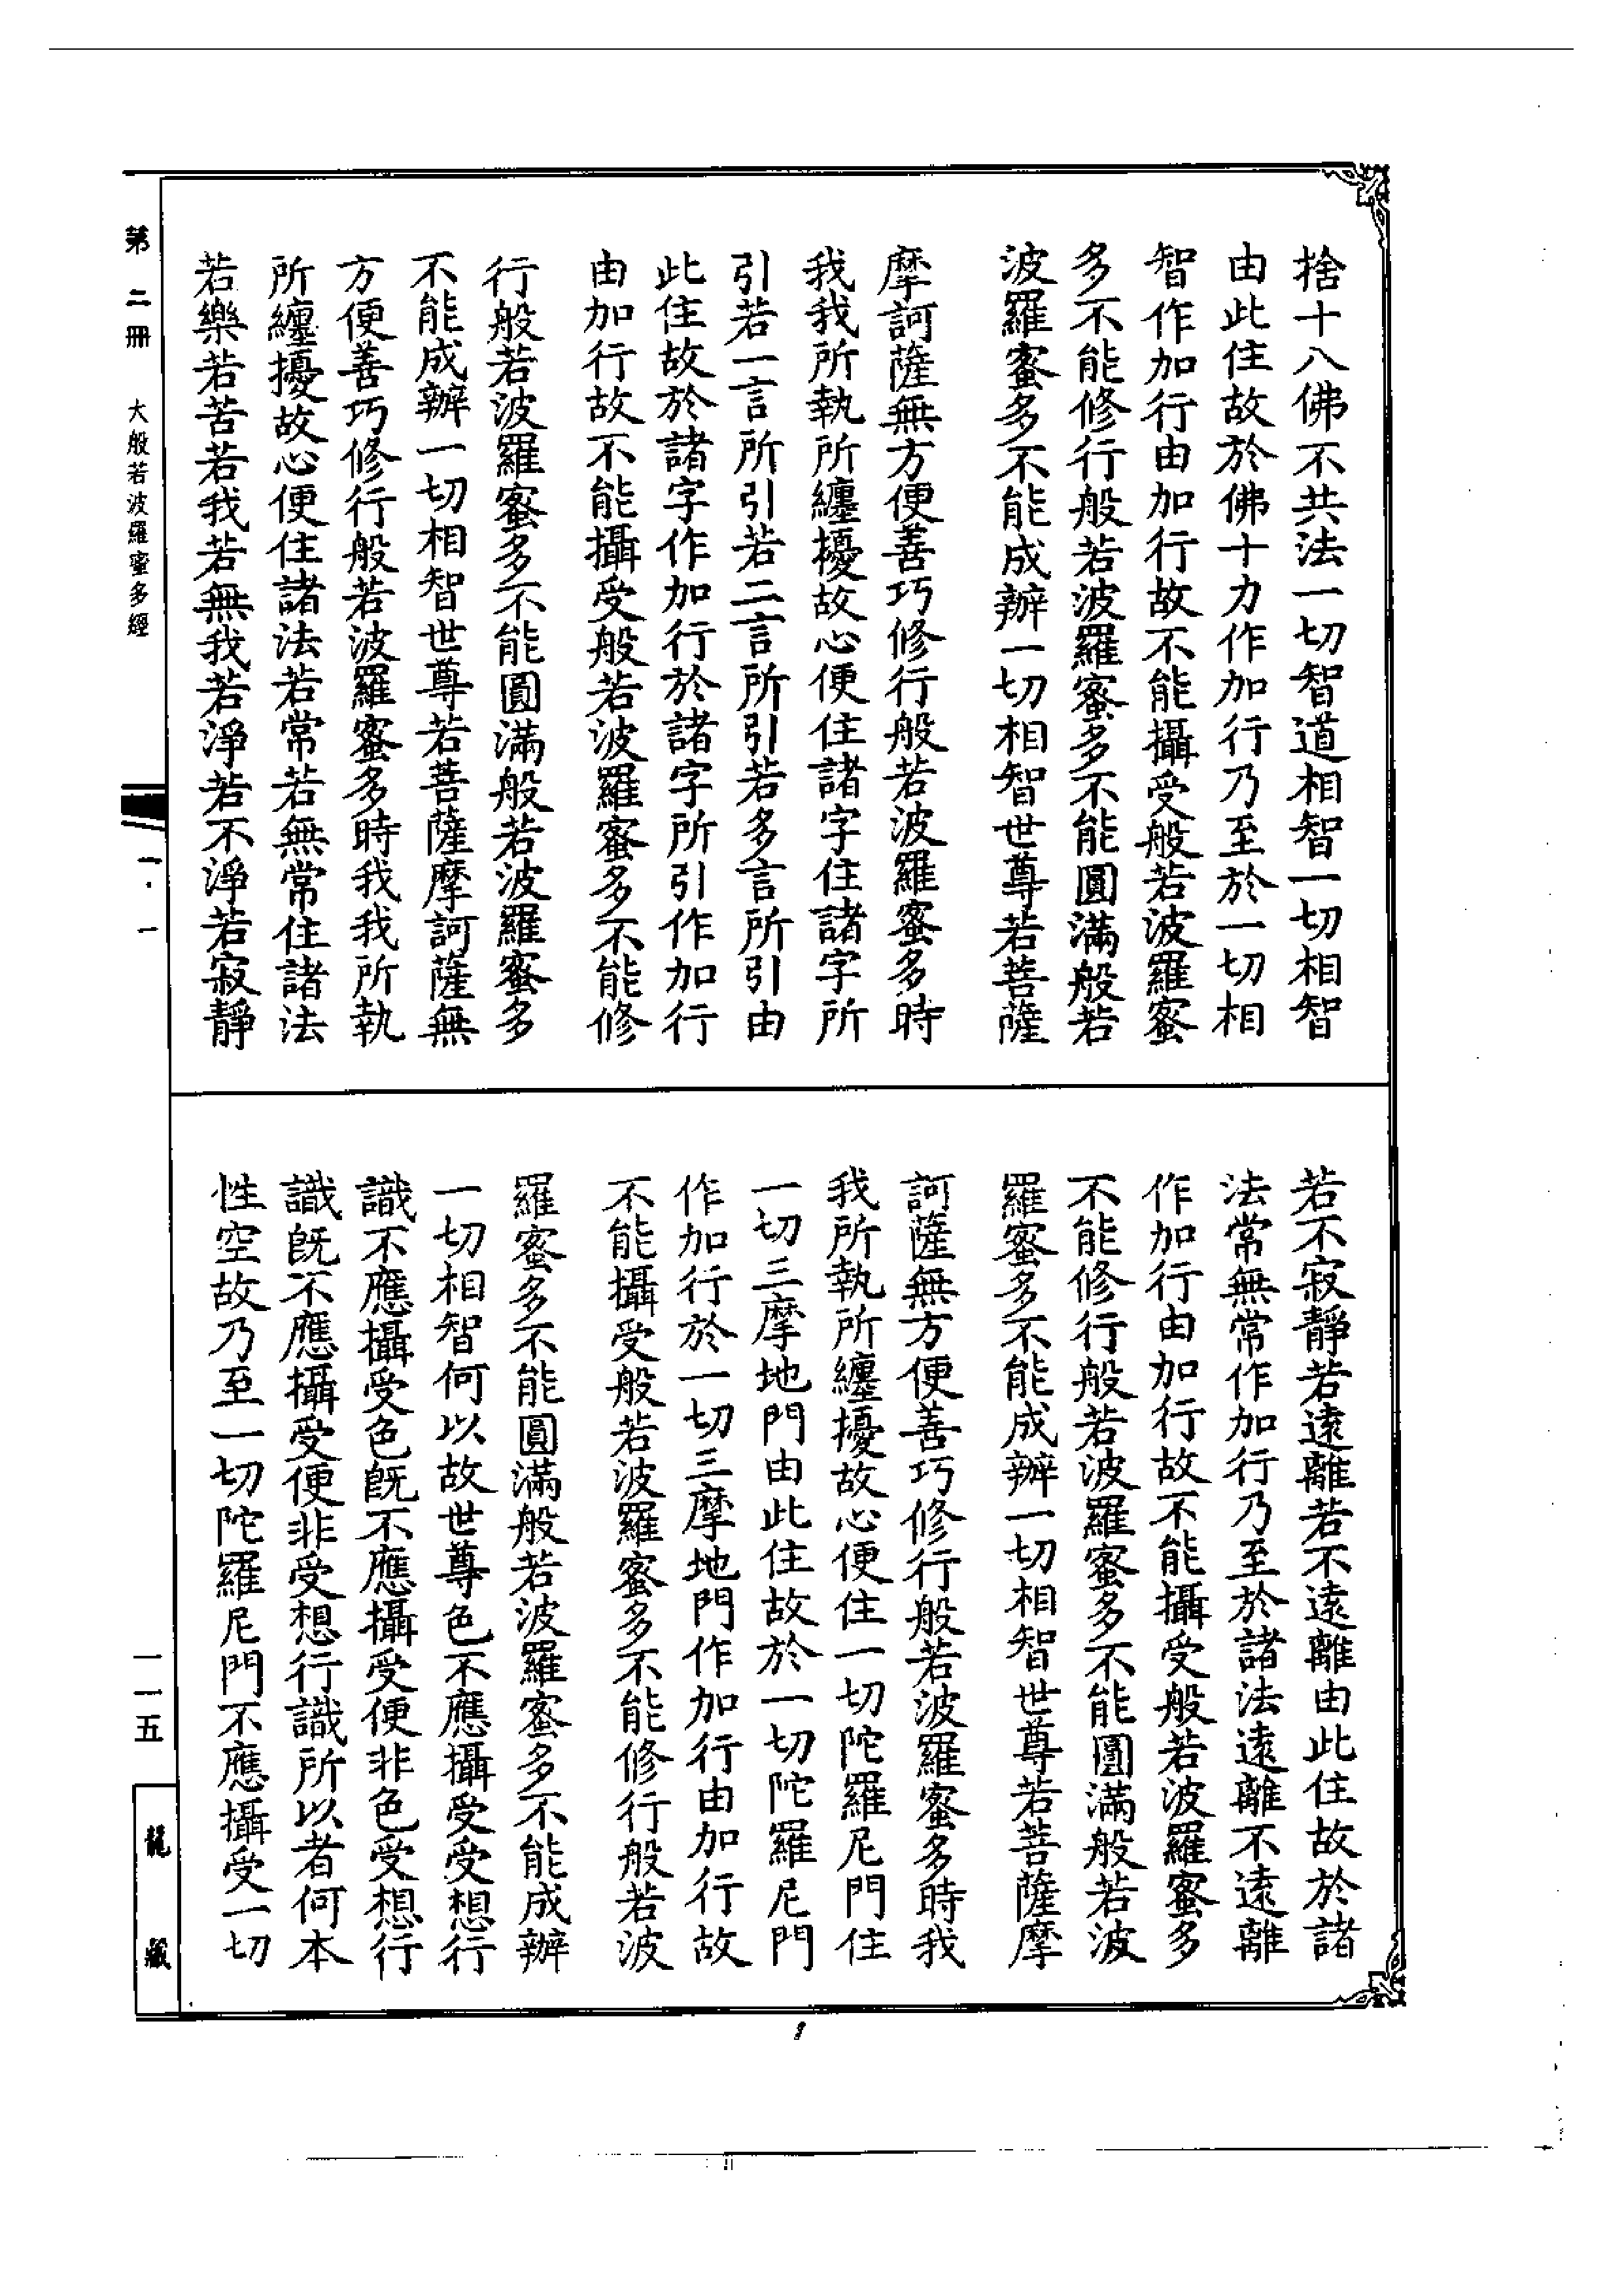 捨十八佛不共法一切智道相智一切相智
由此住故於佛十力作加行乃至於一切相
智作加行由加行故不能攝受般若波羅蜜
多不能修行般若波羅蜜多不能圓滿般若
波羅蜜多不能成辦一切相智世尊若菩薩
摩訶薩無方便善巧修行般若波羅蜜多時
我我所執所纏擾故心便住諸字住諸字所
引若一言所引若二言所引若多言所引由
此住故於諸字作加行於諸字所引作加行
由加行故不能攝受般若波羅蜜多不能修
行般若波羅蜜多不能圓滿般若波羅蜜多
不能成辦一切相智世尊若菩薩摩訶薩無
方便善巧修行般若波羅蜜多時我我所執
所纏擾故心便住諸法若常若無常住諸法
若樂若苦若我若無我若淨若不淨若寂靜
若不寂靜若遠離若不遠離由此住故於諸
法常無常作加行乃至於諸法遠離不遠離
作加行由加行故不能攝受般若波羅蜜多
不能修行般若波羅蜜多不能圓滿般若波
羅蜜多不能成辦一切相智世尊若菩薩摩
訶薩無方便善巧修行般若波羅蜜多時我
我所執所纏擾故心便住一切陀羅尼門住
一切三摩地門由此住故於一切陀羅尼門
作加行於一切三摩地門作加行由加行故
不能攝受般若波羅蜜多不能修行般若波
羅蜜多不能圓滿般若波羅蜜多不能成辦
一切相智何以故世尊色不應攝受受想行
識不應攝受色既不應攝受便非色受想行
識既不應攝受便非受想行識所以者何本
性空故乃至一切陀羅尼門不應攝受一切
第二冊 大般若波羅蜜多經
一·一
一一五
龍藏